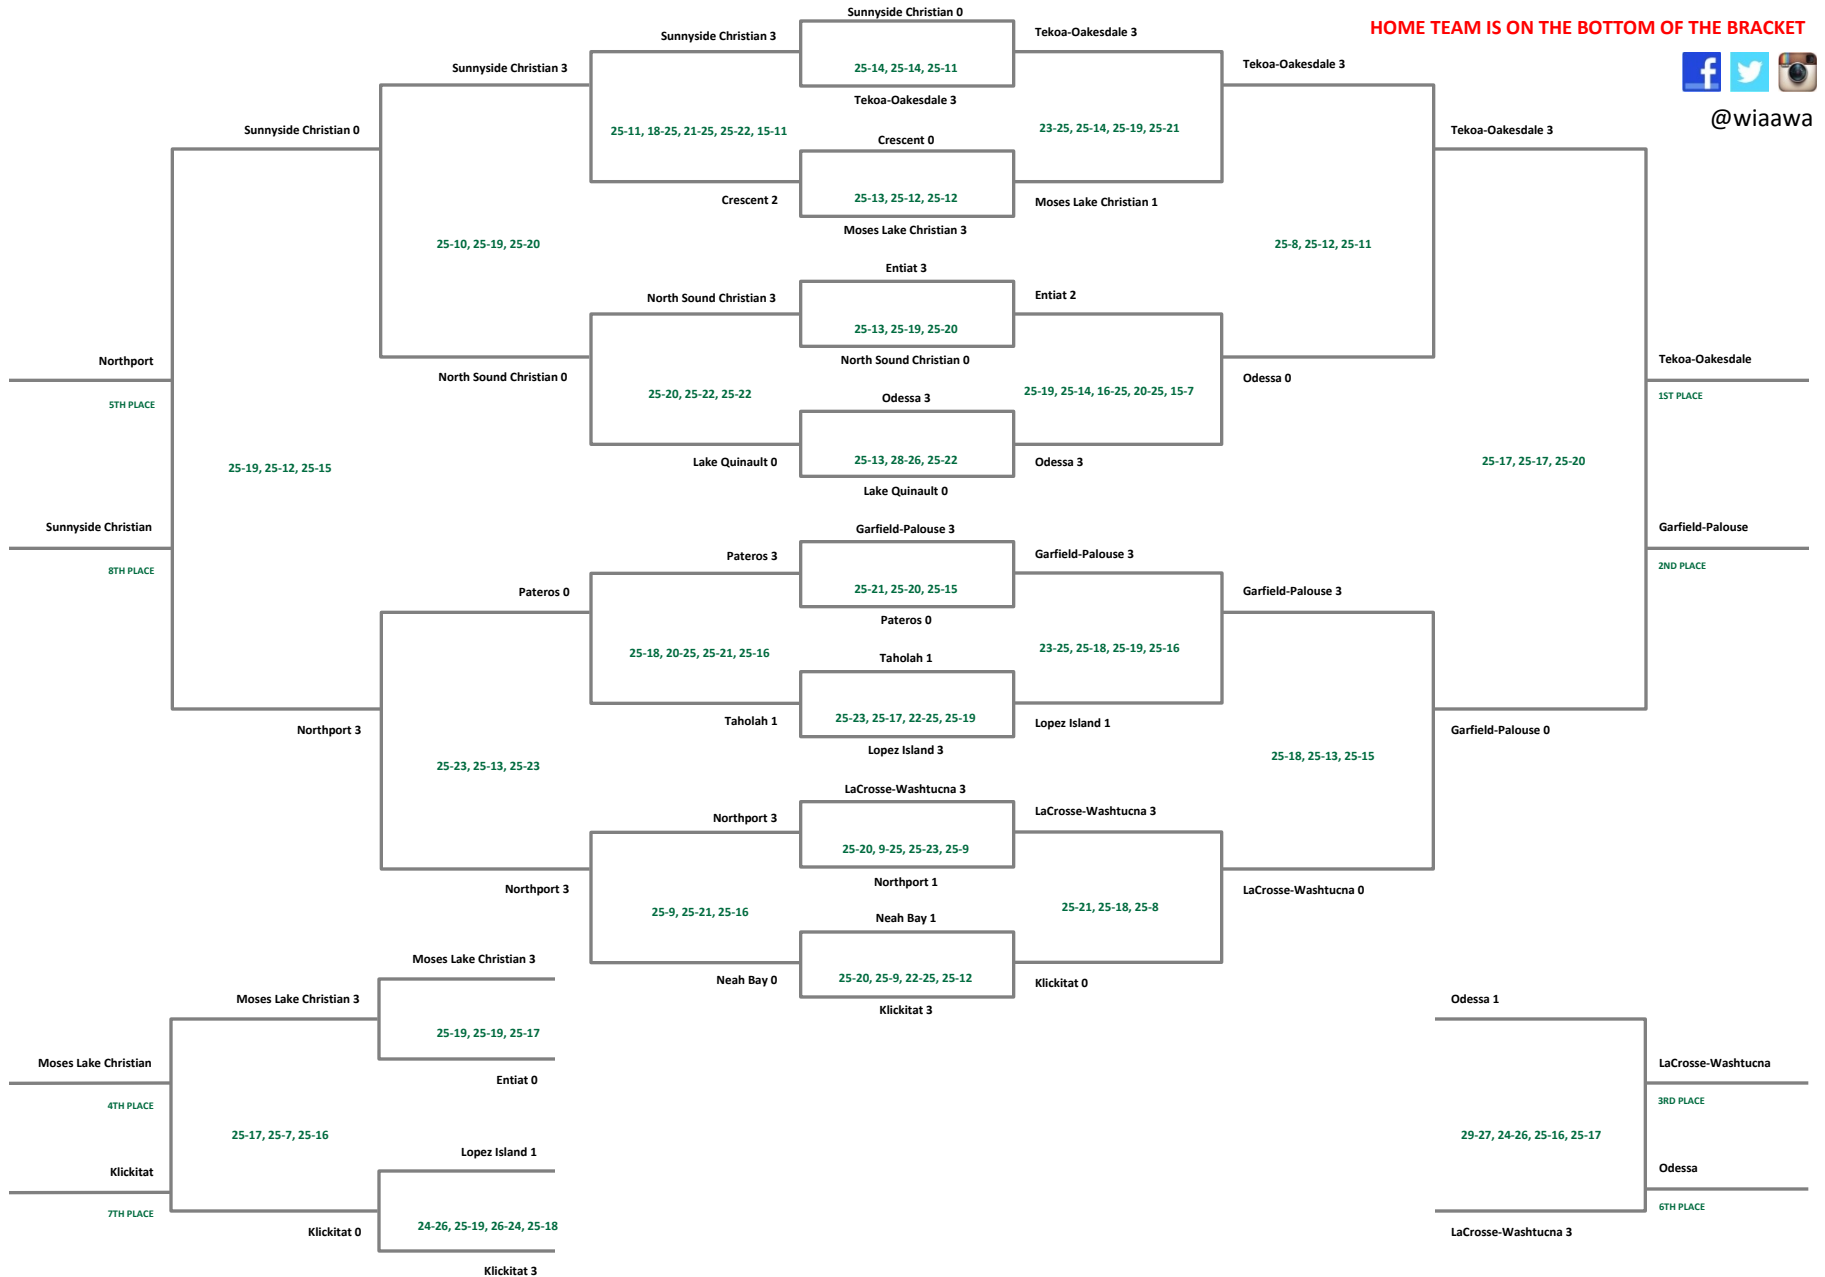 HOME TEAM IS ON THE BOTTOM OF THE BRACKET
@wiaawa
Sunnyside Christian 0
25-14, 25-14, 25-11
Tekoa-Oakesdale 3
Crescent 0
25-13, 25-12, 25-12
Moses Lake Christian 3
Entiat 3
25-13, 25-19, 25-20
North Sound Christian 0
Odessa 3
25-13, 28-26, 25-22
Lake Quinault 0
Garfield-Palouse 3
25-21, 25-20, 25-15
Pateros 0
Taholah 1
25-23, 25-17, 22-25, 25-19
Lopez Island 3
LaCrosse-Washtucna 3
25-20, 9-25, 25-23, 25-9
Northport 1
Neah Bay 1
25-20, 25-9, 22-25, 25-12
Klickitat 3
Tekoa-Oakesdale 3
23-25, 25-14, 25-19, 25-21
Moses Lake Christian 1
Entiat 2
25-19, 25-14, 16-25, 20-25, 15-7
Odessa 3
Garfield-Palouse 3
23-25, 25-18, 25-19, 25-16
Lopez Island 1
LaCrosse-Washtucna 3
25-21, 25-18, 25-8
Klickitat 0
Tekoa-Oakesdale 3
25-8, 25-12, 25-11
Odessa 0
Garfield-Palouse 3
25-18, 25-13, 25-15
LaCrosse-Washtucna 0
Tekoa-Oakesdale 3
25-17, 25-17, 25-20
Garfield-Palouse 0
Tekoa-Oakesdale
1ST PLACE
Garfield-Palouse
2ND PLACE
Odessa 1
29-27, 24-26, 25-16, 25-17
LaCrosse-Washtucna 3
LaCrosse-Washtucna
3RD PLACE
Odessa
6TH PLACE
Sunnyside Christian 3
25-11, 18-25, 21-25, 25-22, 15-11
Crescent 2
North Sound Christian 3
25-20, 25-22, 25-22
Lake Quinault 0
Pateros 3
25-18, 20-25, 25-21, 25-16
Taholah 1
Northport 3
25-9, 25-21, 25-16
Neah Bay 0
Sunnyside Christian 3
25-10, 25-19, 25-20
North Sound Christian 0
Pateros 0
25-23, 25-13, 25-23
Northport 3
Sunnyside Christian 0
25-19, 25-12, 25-15
Northport 3
Northport
5TH PLACE
Sunnyside Christian
8TH PLACE
Moses Lake Christian 3
25-19, 25-19, 25-17
Entiat 0
Lopez Island 1
24-26, 25-19, 26-24, 25-18
Klickitat 3
Moses Lake Christian 3
25-17, 25-7, 25-16
Klickitat 0
Moses Lake Christian
4TH PLACE
Klickitat
7TH PLACE